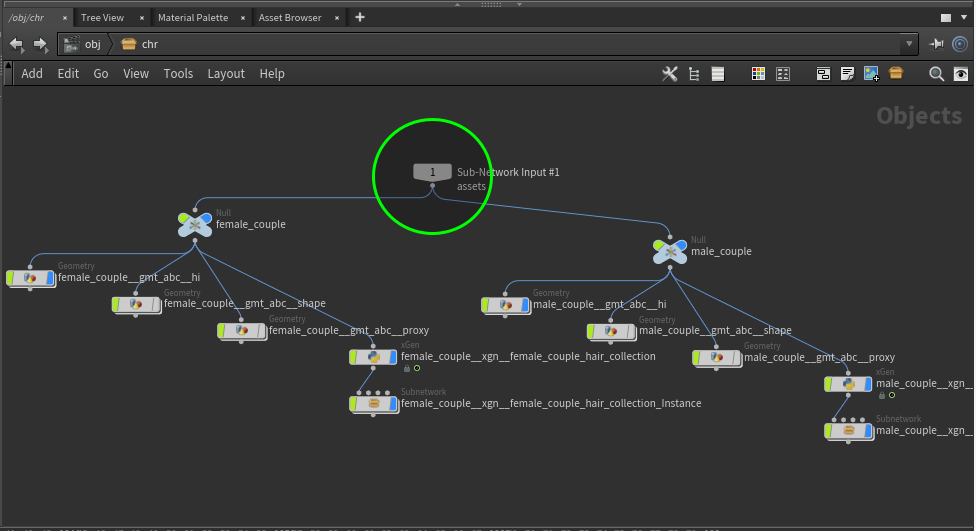 /obj/chr × Tree View × Material Palette × Asset Browser × +
obj chr
Add Edit Go View Tools Layout Help
Objects
1
Sub-Network Input #1
assets
Null
female_couple
Null
male_couple
Geometry
female_couple__gmt_abc__hi
Geometry
female_couple__gmt_abc__shape
Geometry
female_couple__gmt_abc__proxy
xGen
female_couple__xgn__female_couple_hair_collection
Subnetwork
female_couple__xgn__female_couple_hair_collection_Instance
Geometry
male_couple__gmt_abc__hi
Geometry
male_couple__gmt_abc__shape
Geometry
male_couple__gmt_abc__proxy
xGen
male_couple__xgn__
Subnetwork
male_couple__xgn__